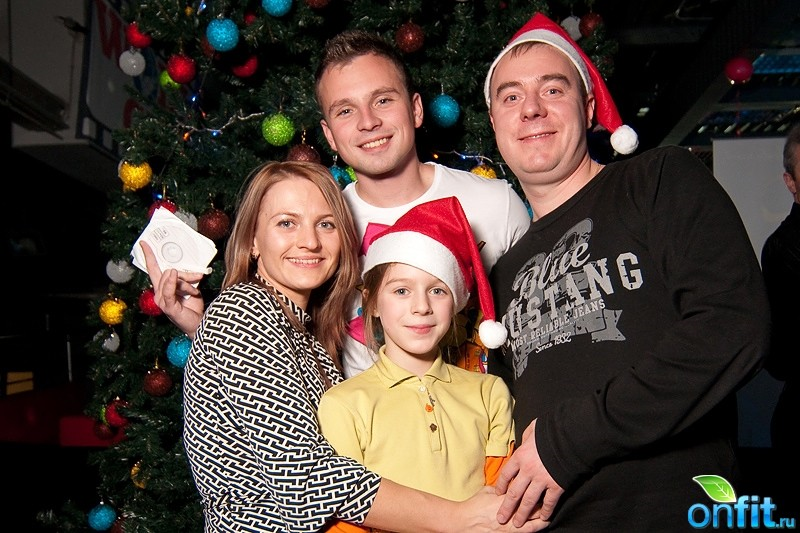 Blue
MUSTANG
MOST RELIABLE JEANS
Since 1932
onfit.ru